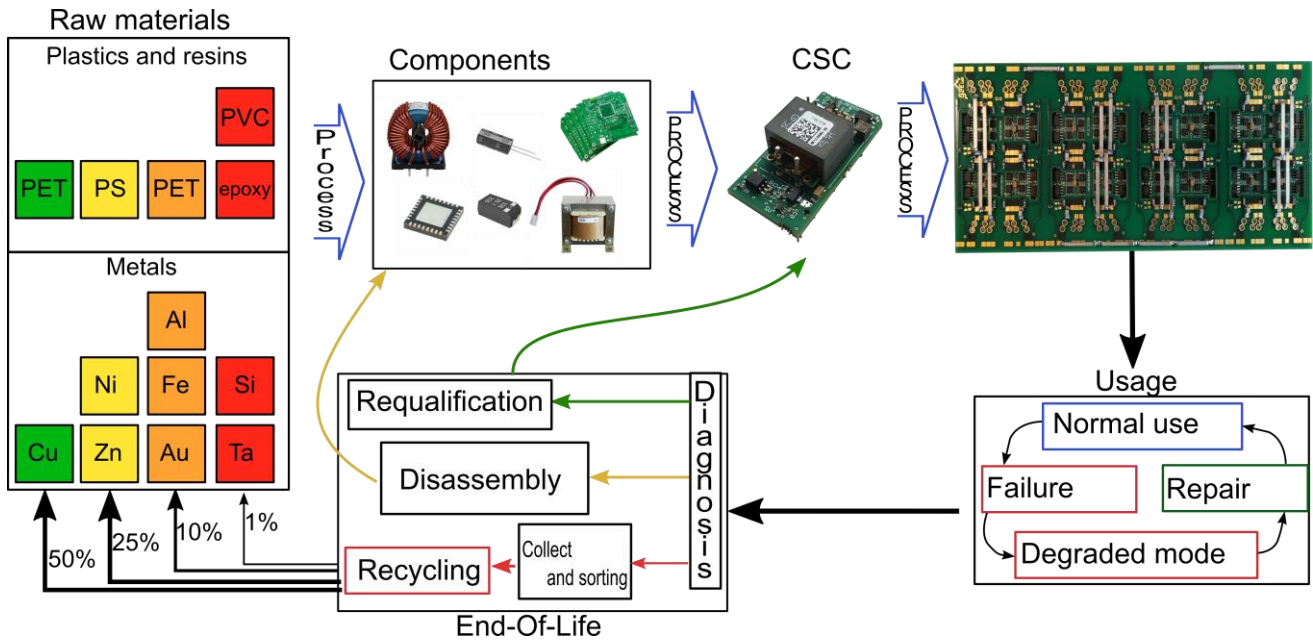 Raw materials
Plastics and resins
PVC
PET
PS
PET
epoxy
Metals
Al
Ni
Fe
Si
Cu
Zn
Au
Ta
50%
25%
10%
1%
Process
Components
PROCESS
CSC
PROCESS
Usage
Normal use
Failure
Repair
Degraded mode
Diagnosis
Requalification
Disassembly
Collect
and sorting
Recycling
End-Of-Life